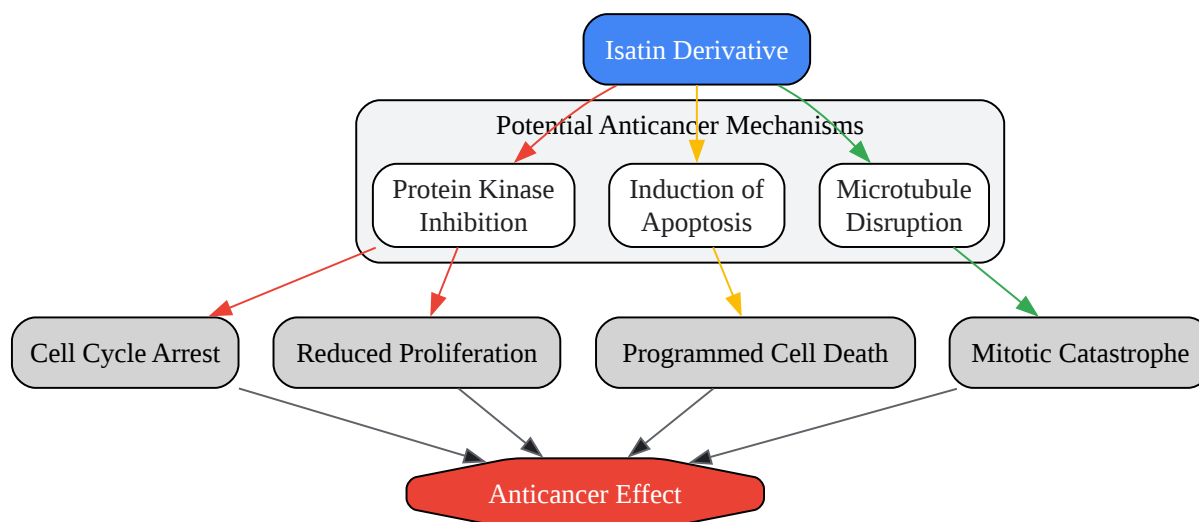 Isatin Derivative
Potential Anticancer Mechanisms
Protein Kinase
Inhibition
Induction of
Apoptosis
Microtubule
Disruption
Cell Cycle Arrest
Reduced Proliferation
Programmed Cell Death
Mitotic Catastrophe
Anticancer Effect